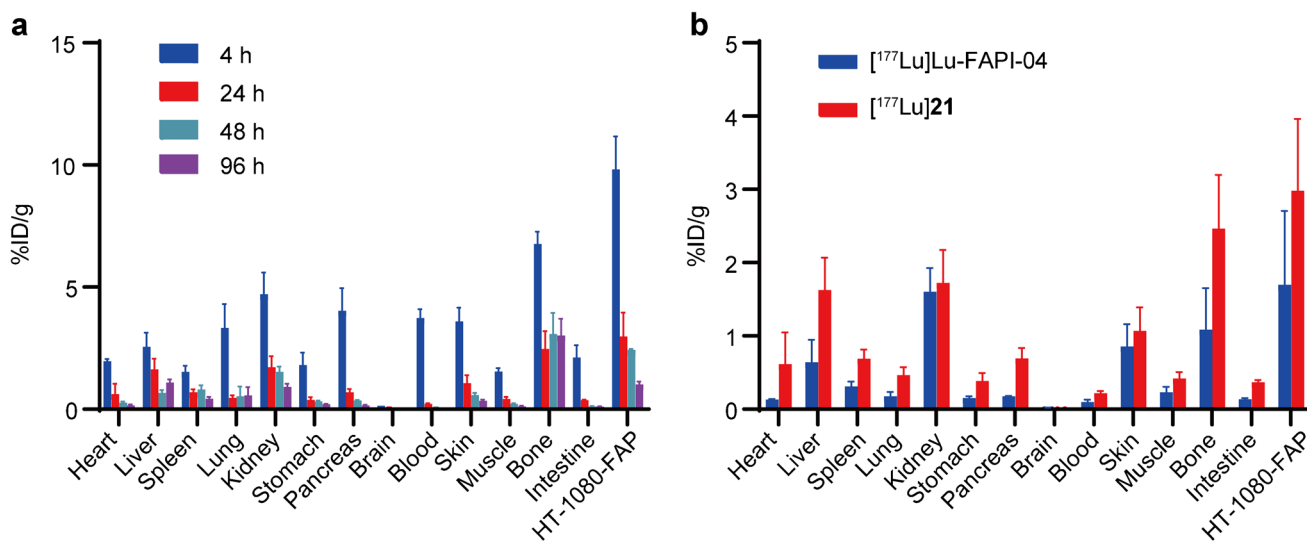 a
15
10
5
0
%ID/g
4 h
24 h
48 h
96 h
Heart
Liver
Spleen
Lung
Kidney
Stomach
Pancreas
Brain
Blood
Skin
Muscle
Bone
Intestine
HT-1080-FAP
b
5
4
3
2
1
0
%ID/g
[¹⁷⁷Lu]Lu-FAPI-04
[¹⁷⁷Lu]21
Heart
Liver
Spleen
Lung
Kidney
Stomach
Pancreas
Brain
Blood
Skin
Muscle
Bone
Intestine
HT-1080-FAP